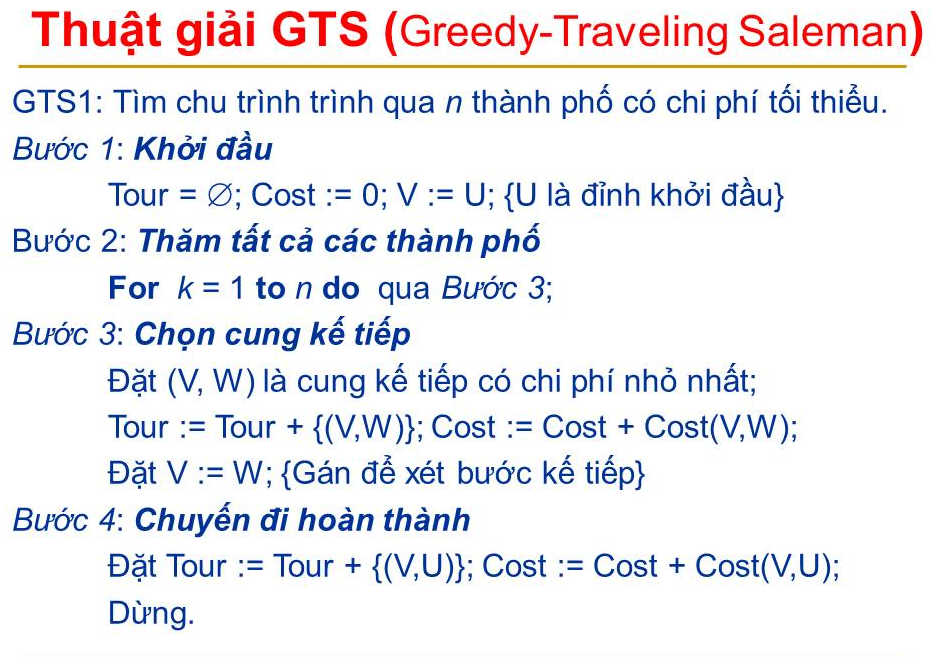 Thuật giải GTS (Greedy-Traveling Saleman)
GTS1: Tìm chu trình trình qua n thành phố có chi phí tối thiểu.
Bước 1: Khởi đầu
Tour = ∅; Cost := 0; V := U; {U là đỉnh khởi đầu}
Bước 2: Thăm tất cả các thành phố
For k = 1 to n do qua Bước 3;
Bước 3: Chọn cung kế tiếp
Đặt (V, W) là cung kế tiếp có chi phí nhỏ nhất;
Tour := Tour + {(V,W)}; Cost := Cost + Cost(V,W);
Đặt V := W; {Gán để xét bước kế tiếp}
Bước 4: Chuyến đi hoàn thành
Đặt Tour := Tour + {(V,U)}; Cost := Cost + Cost(V,U);
Dừng.